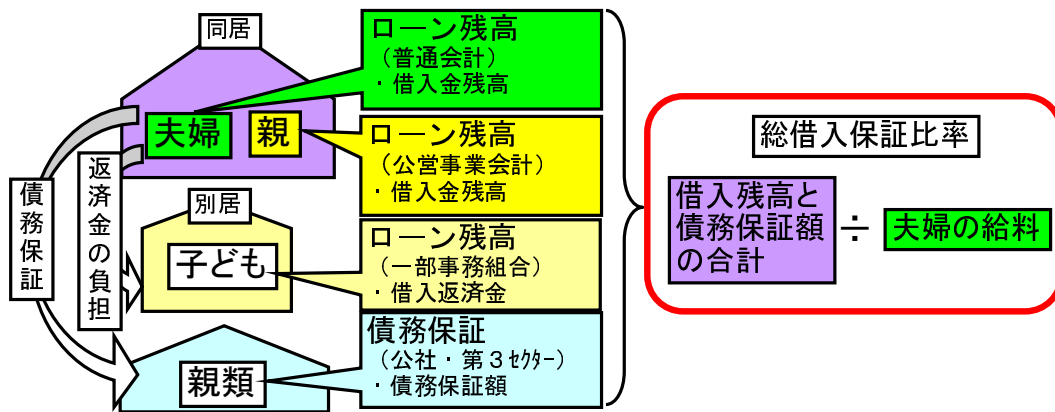 同居
夫婦
親
債務保証
返済金の負担
別居
子ども
親類
ローン残高
（普通会計）
・借入金残高
ローン残高
（公営事業会計）
・借入金残高
ローン残高
（一部事務組合）
・借入返済金
債務保証
（公社・第３ｾｸﾀｰ）
・債務保証額
総借入保証比率
借入残高と
債務保証額
の合計
÷
夫婦の給料